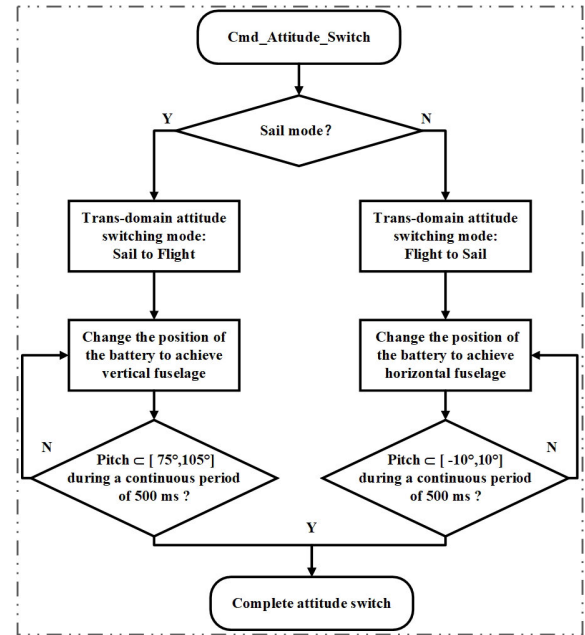 Cmd_Attitude_Switch
Y
N
Sail mode?
Trans-domain attitude
switching mode:
Sail to Flight
Trans-domain attitude
switching mode:
Flight to Sail
Change the position of
the battery to achieve
vertical fuselage
Change the position of
the battery to achieve
horizontal fuselage
N
Pitch ⊂ [ 75°,105°]
during a continuous period
of 500 ms ?
N
Pitch ⊂ [ -10°,10°]
during a continuous period
of 500 ms ?
Y
Complete attitude switch